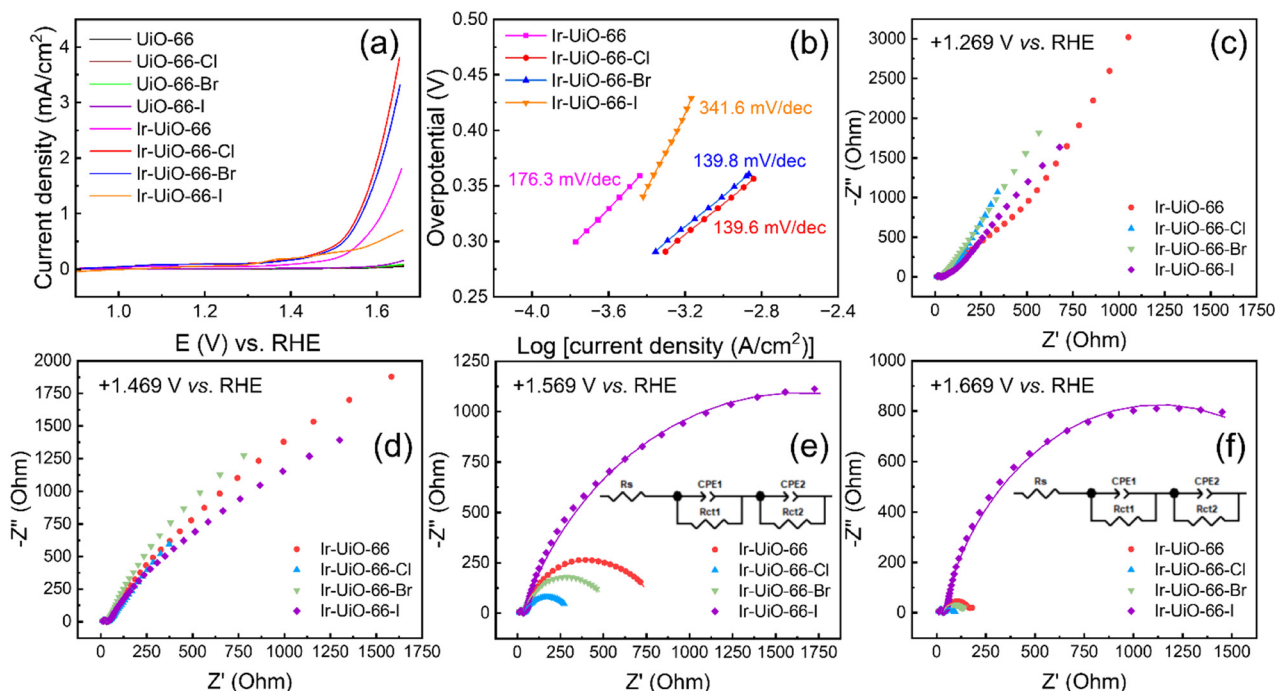 (a)
Current density (mA/cm²)
4
3
2
1
0
UiO-66
UiO-66-Cl
UiO-66-Br
UiO-66-I
Ir-UiO-66
Ir-UiO-66-Cl
Ir-UiO-66-Br
Ir-UiO-66-I
1.0 1.2 1.4 1.6
E (V) vs. RHE
(b)
Overpotential (V)
0.50
0.45
0.40
0.35
0.30
0.25
Ir-UiO-66
Ir-UiO-66-Cl
Ir-UiO-66-Br
Ir-UiO-66-I
341.6 mV/dec
139.8 mV/dec
176.3 mV/dec
139.6 mV/dec
−4.0 −3.6 −3.2 −2.8 −2.4
Log [current density (A/cm²)]
+1.269 V vs. RHE
(c)
-Z" (Ohm)
3000
2500
2000
1500
1000
500
0
Ir-UiO-66
Ir-UiO-66-Cl
Ir-UiO-66-Br
Ir-UiO-66-I
0 250 500 750 1000 1250 1500 1750
Z' (Ohm)
+1.469 V vs. RHE
(d)
-Z" (Ohm)
2000
1750
1500
1250
1000
750
500
250
0
Ir-UiO-66
Ir-UiO-66-Cl
Ir-UiO-66-Br
Ir-UiO-66-I
0 250 500 750 1000 1250 1500 1750
Z' (Ohm)
+1.569 V vs. RHE
(e)
-Z" (Ohm)
1250
1000
750
500
250
0
Rs CPE1 CPE2
Rct1 Rct2
Ir-UiO-66
Ir-UiO-66-Cl
Ir-UiO-66-Br
Ir-UiO-66-I
0 250 500 750 1000 1250 1500 1750
Z' (Ohm)
+1.669 V vs. RHE
(f)
-Z" (Ohm)
1000
800
600
400
200
0
Rs CPE1 CPE2
Rct1 Rct2
Ir-UiO-66
Ir-UiO-66-Cl
Ir-UiO-66-Br
Ir-UiO-66-I
0 250 500 750 1000 1250 1500 1750
Z' (Ohm)